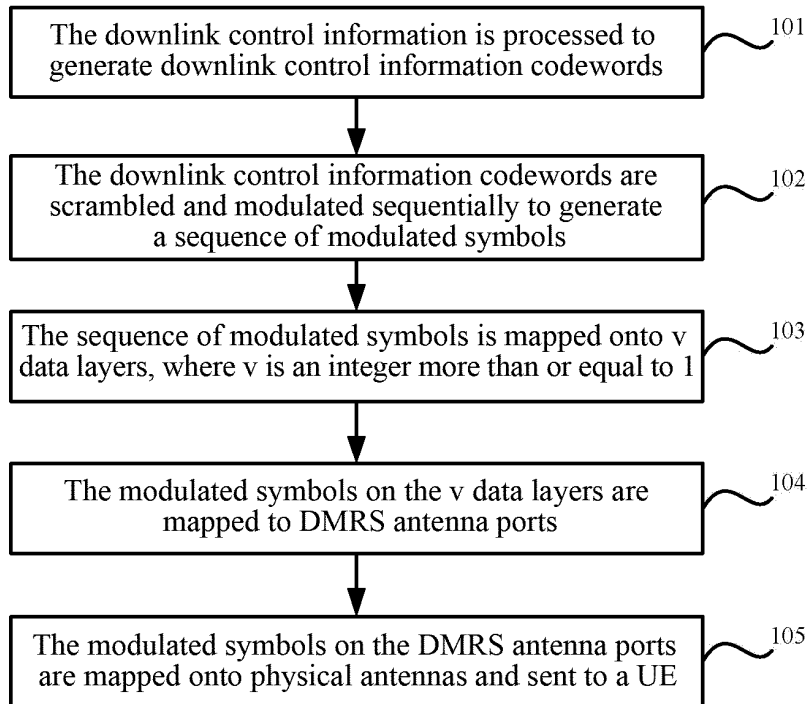 The downlink control information is processed to
generate downlink control information codewords
101
The downlink control information codewords are
scrambled and modulated sequentially to generate
a sequence of modulated symbols
102
The sequence of modulated symbols is mapped onto v
data layers, where v is an integer more than or equal to 1
103
The modulated symbols on the v data layers are
mapped to DMRS antenna ports
104
The modulated symbols on the DMRS antenna ports
are mapped onto physical antennas and sent to a UE
105